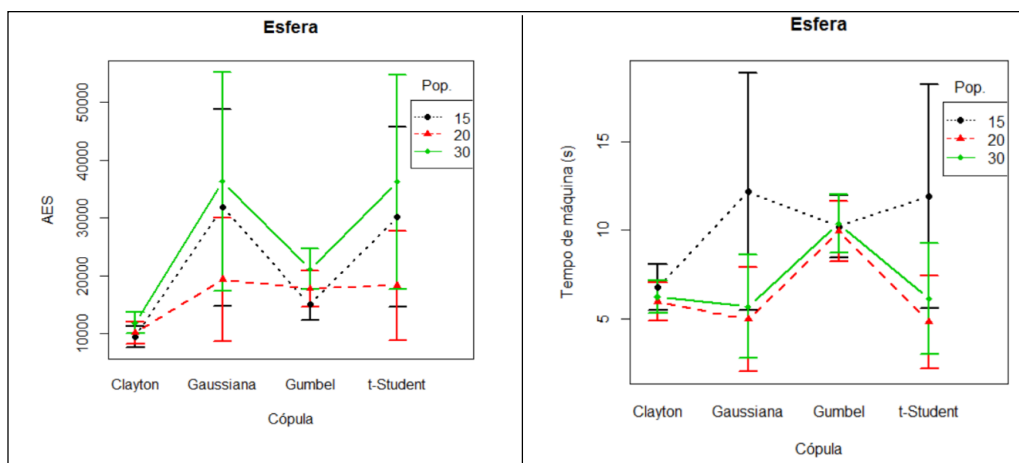 Esfera
AES
10000
20000
30000
40000
50000
Pop.
15
20
30
Clayton
Gaussiana
Gumbel
t-Student
Cópula
Esfera
Tempo de máquina (s)
5
10
15
Pop.
15
20
30
Clayton
Gaussiana
Gumbel
t-Student
Cópula